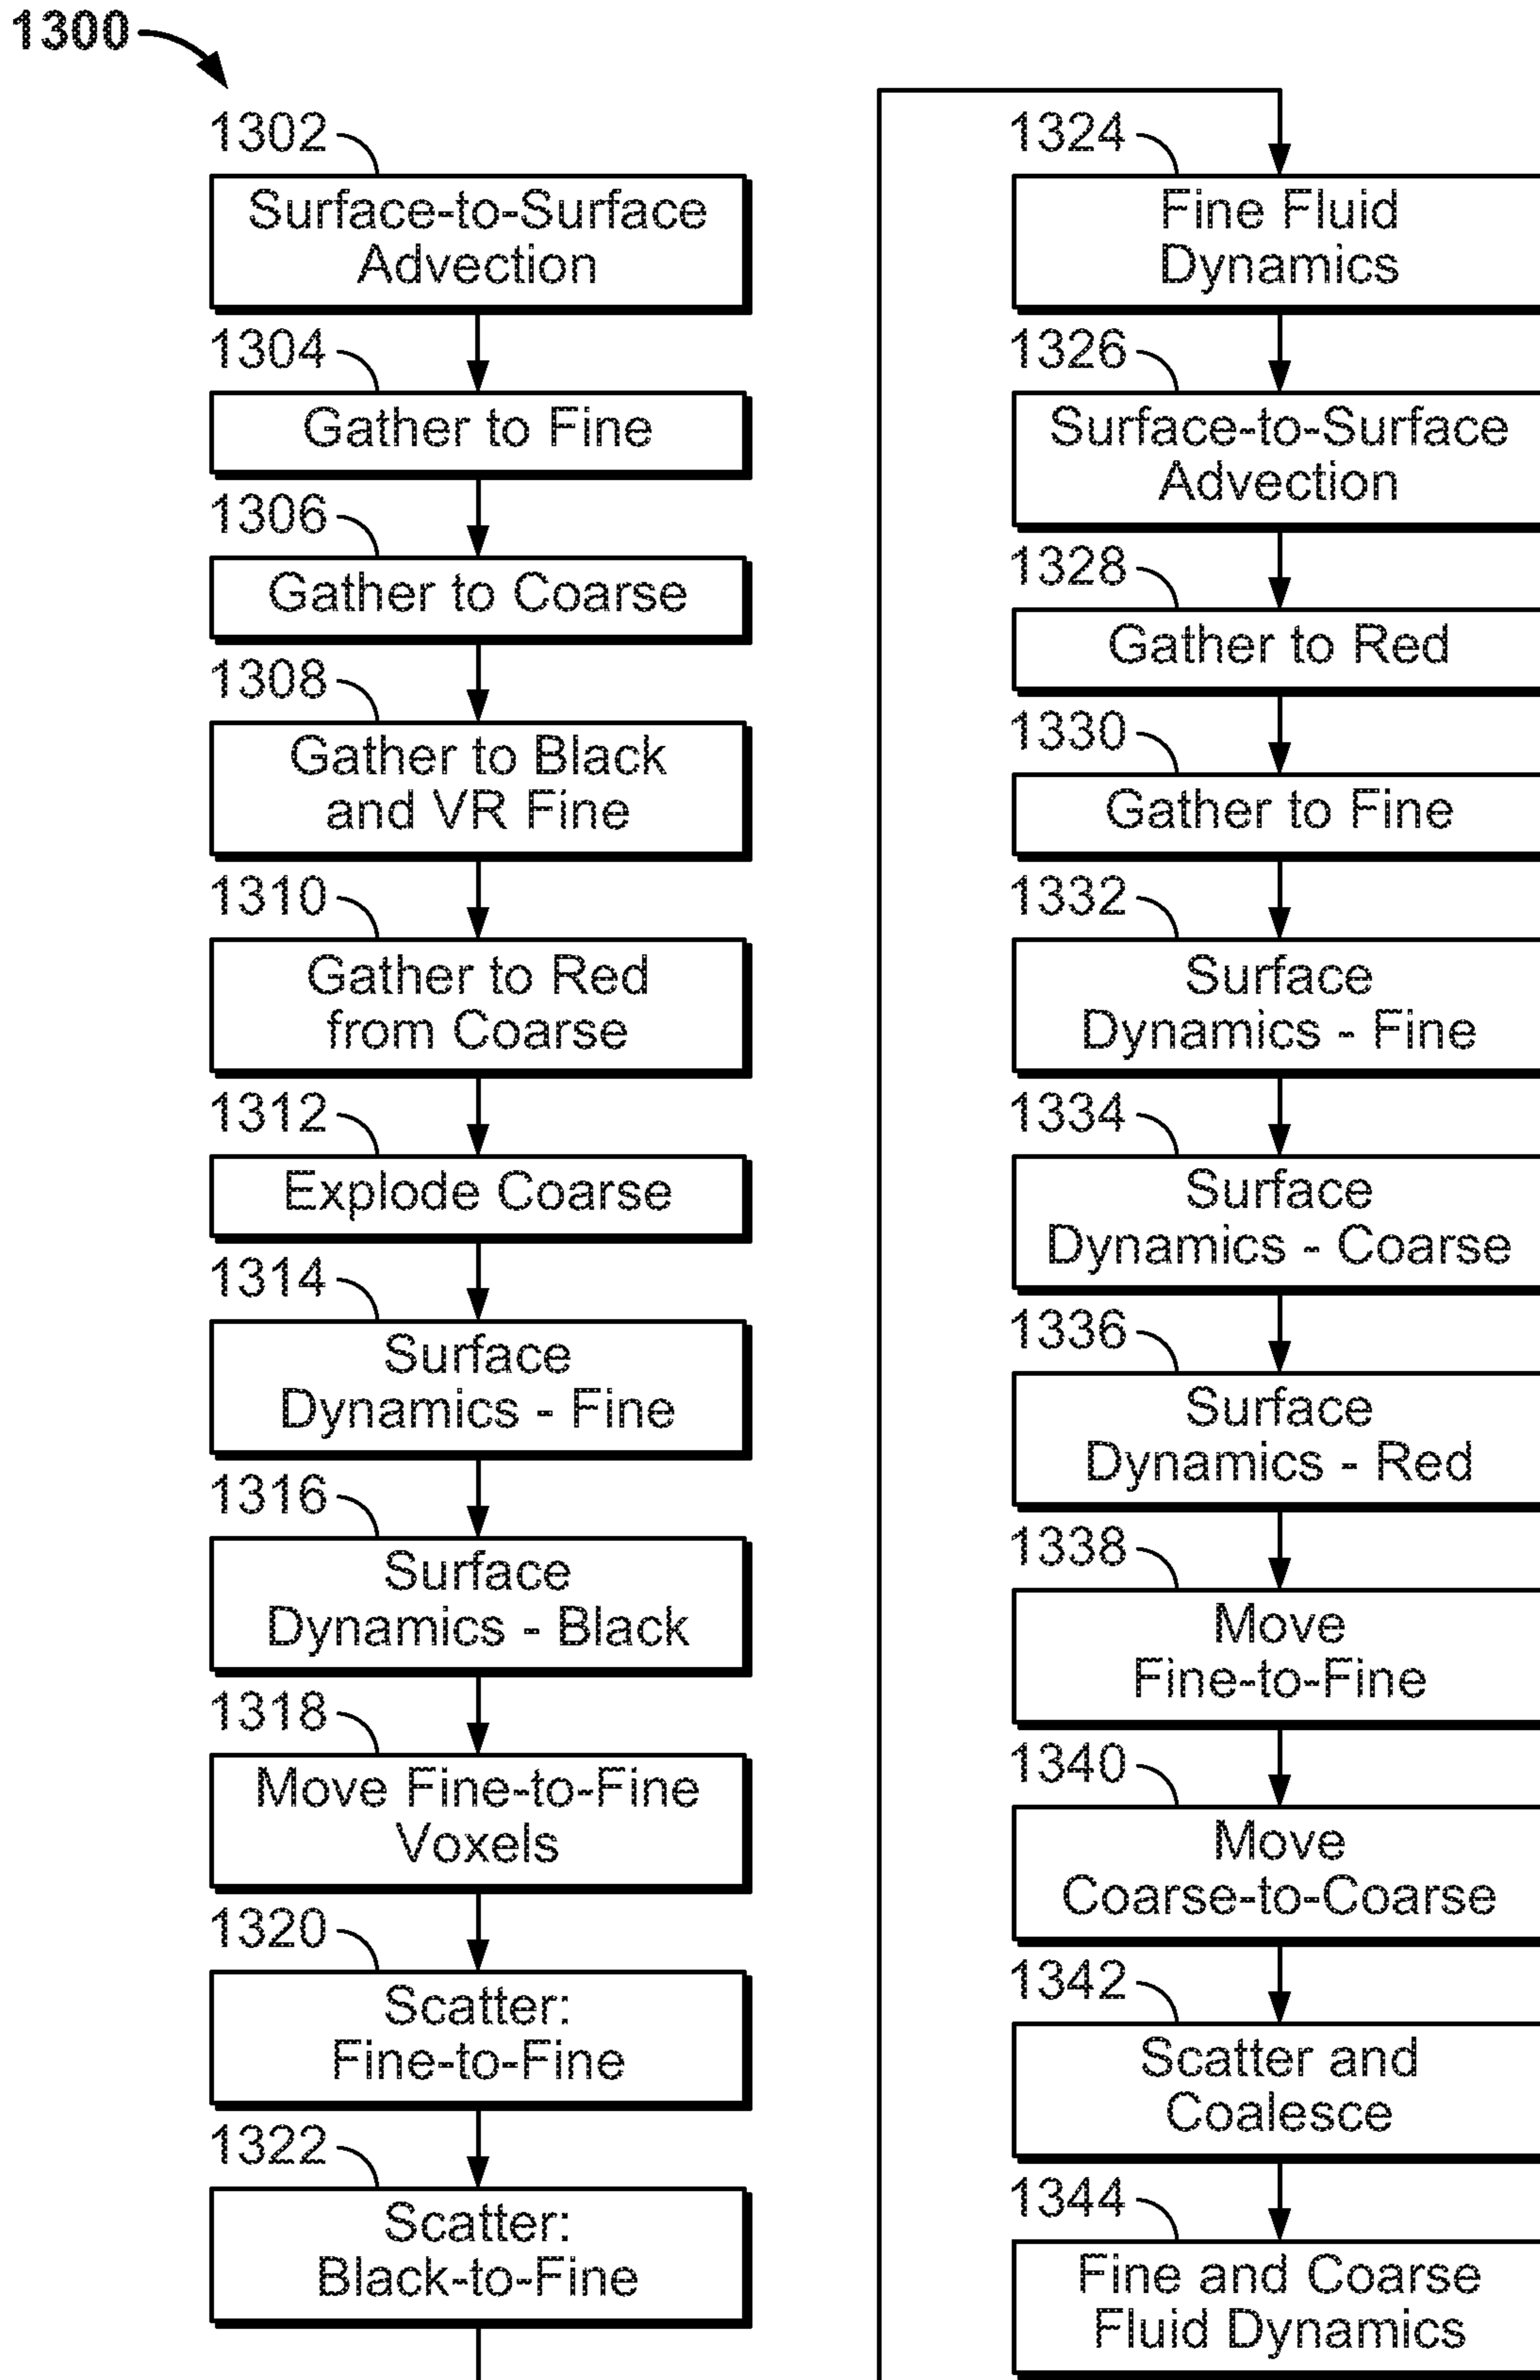 1300
1302
Surface-to-Surface
Advection
1304
Gather to Fine
1306
Gather to Coarse
1308
Gather to Black
and VR Fine
1310
Gather to Red
from Coarse
1312
Explode Coarse
1314
Surface
Dynamics - Fine
1316
Surface
Dynamics - Black
1318
Move Fine-to-Fine
Voxels
1320
Scatter:
Fine-to-Fine
1322
Scatter:
Black-to-Fine
1324
Fine Fluid
Dynamics
1326
Surface-to-Surface
Advection
1328
Gather to Red
1330
Gather to Fine
1332
Surface
Dynamics - Fine
1334
Surface
Dynamics - Coarse
1336
Surface
Dynamics - Red
1338
Move
Fine-to-Fine
1340
Move
Coarse-to-Coarse
1342
Scatter and
Coalesce
1344
Fine and Coarse
Fluid Dynamics